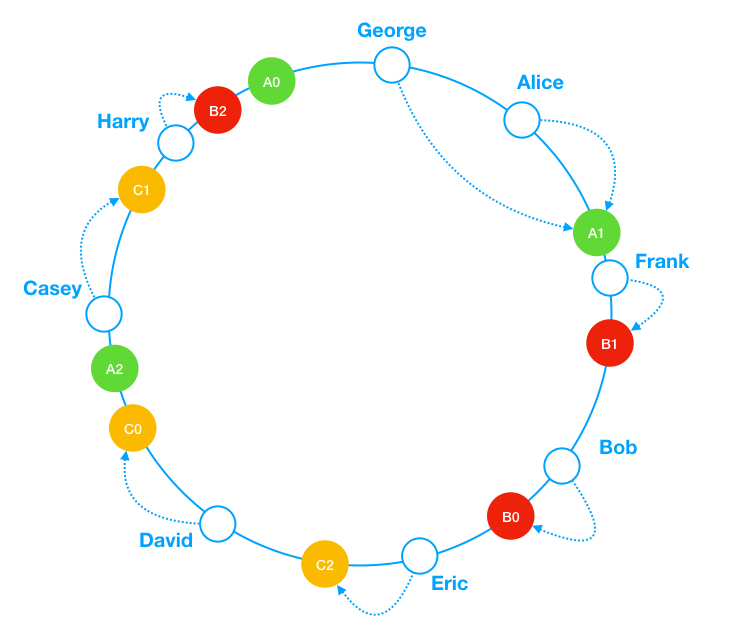 George
A0
Alice
B2
Harry
C1
A1
Frank
Casey
B1
A2
C0
Bob
B0
David
C2
Eric